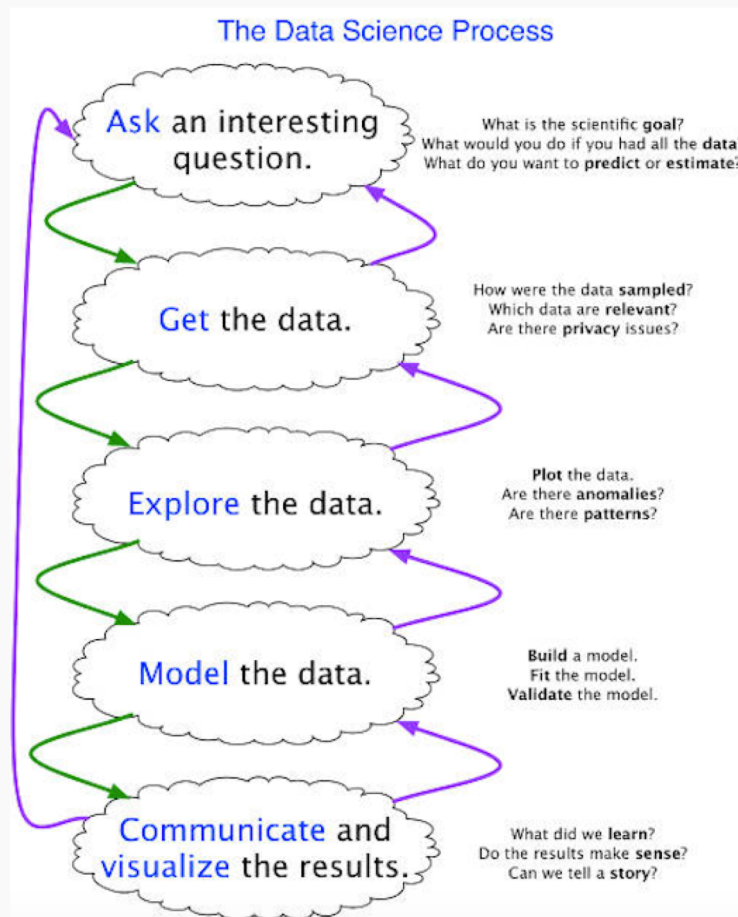 The Data Science Process
Ask an interesting
question.
What is the scientific goal?
What would you do if you had all the data
What do you want to predict or estimate?
Get the data.
How were the data sampled?
Which data are relevant?
Are there privacy issues?
Explore the data.
Plot the data.
Are there anomalies?
Are there patterns?
Model the data.
Build a model.
Fit the model.
Validate the model.
Communicate and
visualize the results.
What did we learn?
Do the results make sense?
Can we tell a story?